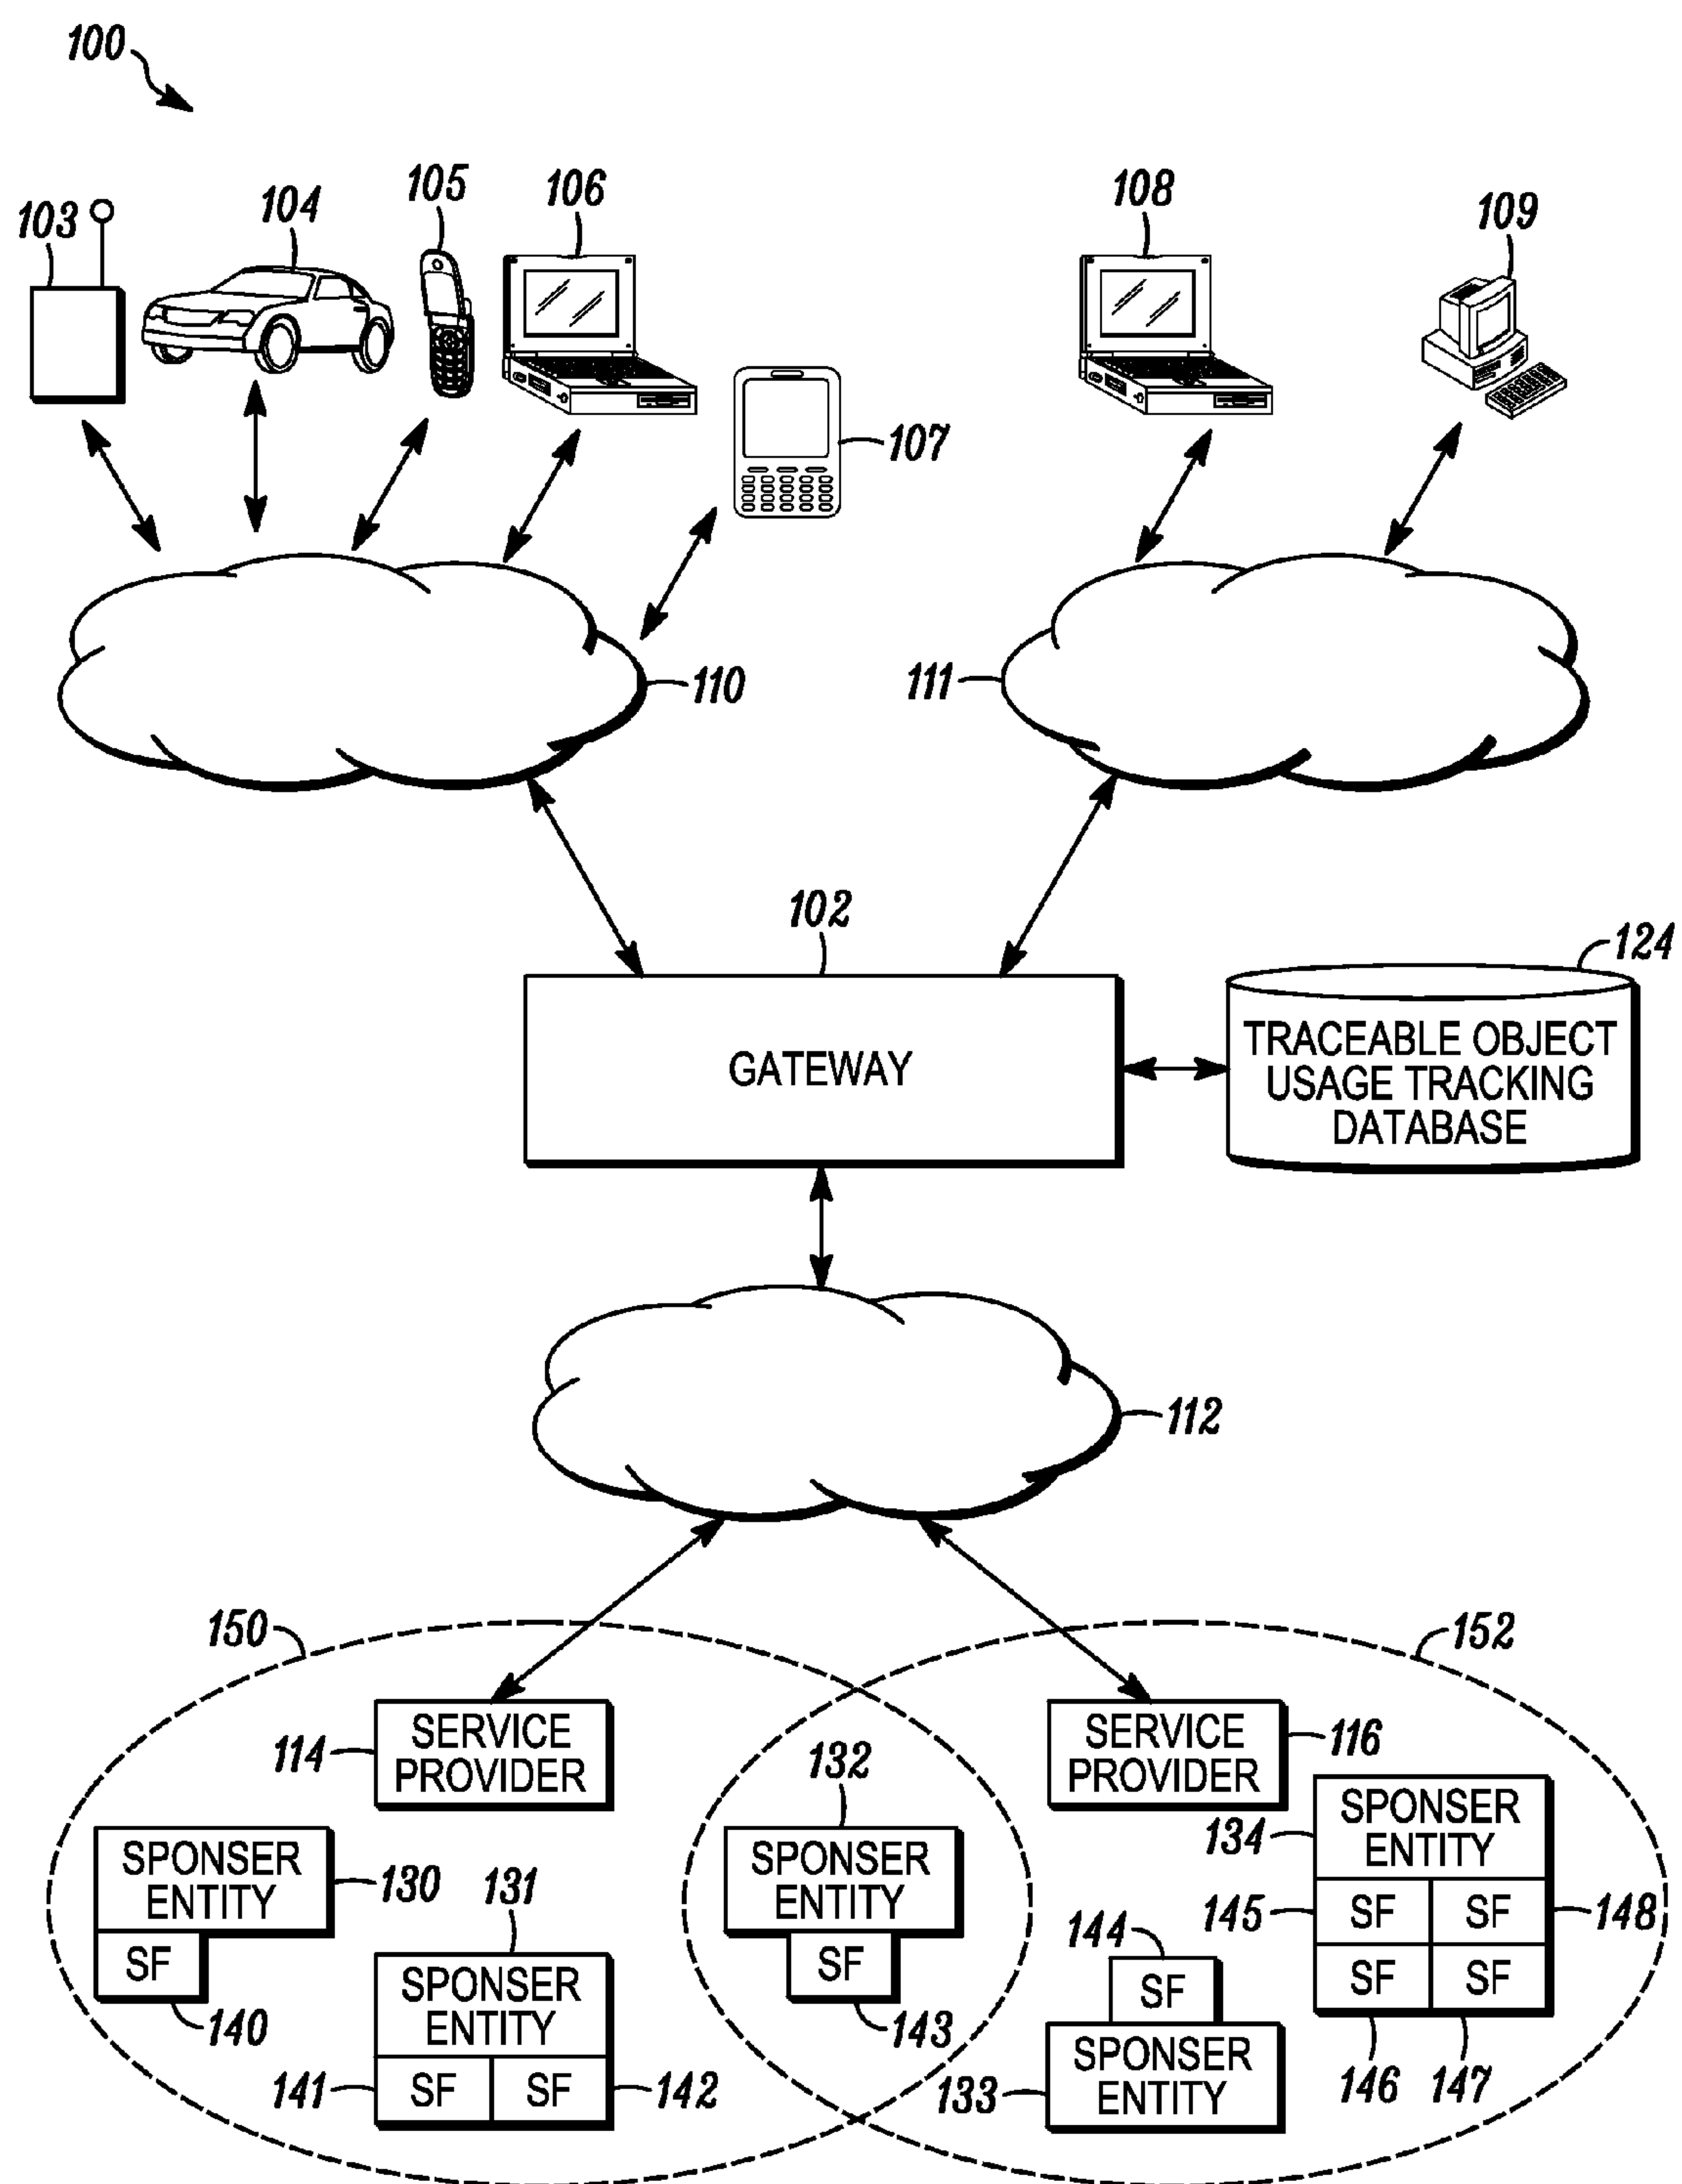 100
103
104
105
106
108
109
107
110
111
102
124
GATEWAY
TRACEABLE OBJECT
USAGE TRACKING
DATABASE
112
150
152
114
SERVICE
PROVIDER
SERVICE
PROVIDER
116
132
SPONSER
ENTITY
134
SPONSER
ENTITY
130
SPONSER
ENTITY
131
145
SF
SF
148
SF
144
SF
SF
SF
140
SPONSER
ENTITY
143
SF
146
147
141
SF
SF
142
133
SPONSER
ENTITY